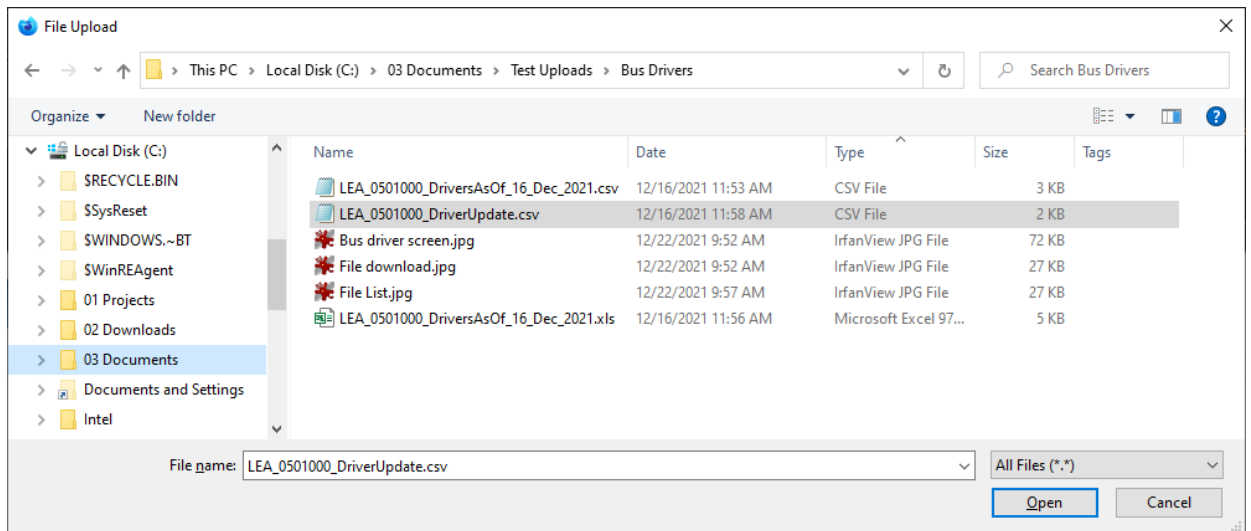 File Upload
This PC > Local Disk (C:) > 03 Documents > Test Uploads > Bus Drivers
Search Bus Drivers
Organize New folder
Local Disk (C:)
$RECYCLE.BIN
$SysReset
$WINDOWS.~BT
$WinREAgent
01 Projects
02 Downloads
03 Documents
Documents and Settings
Intel
Name Date Type Size Tags
LEA_0501000_DriversAsOf_16_Dec_2021.csv 12/16/2021 11:53 AM CSV File 3 KB
LEA_0501000_DriverUpdate.csv 12/16/2021 11:58 AM CSV File 2 KB
Bus driver screen.jpg 12/22/2021 9:52 AM IrfanView JPG File 72 KB
File download.jpg 12/22/2021 9:52 AM IrfanView JPG File 27 KB
File List.jpg 12/22/2021 9:57 AM IrfanView JPG File 27 KB
LEA_0501000_DriversAsOf_16_Dec_2021.xls 12/16/2021 11:56 AM Microsoft Excel 97... 5 KB
File name: LEA_0501000_DriverUpdate.csv All Files (*.*)
Open Cancel